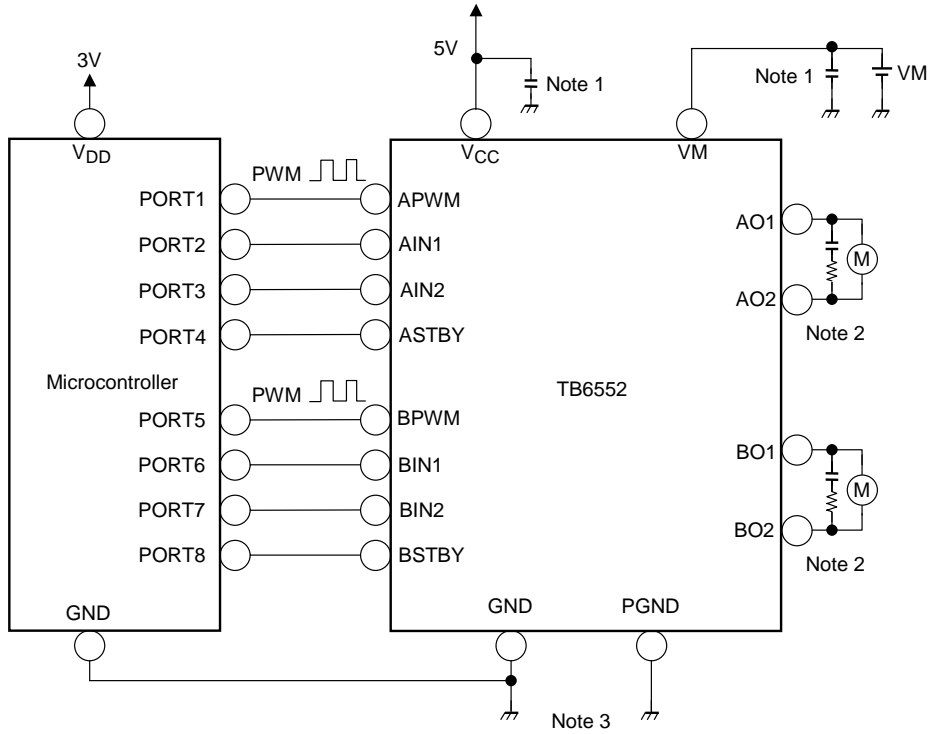 5V
3V
Note 1
Note 1
VM
VDD
VCC
VM
PWM
PORT1
APWM
PORT2
AIN1
PORT3
AIN2
PORT4
ASTBY
AO1
M
AO2
Note 2
Microcontroller
PWM
TB6552
PORT5
BPWM
PORT6
BIN1
PORT7
BIN2
PORT8
BSTBY
BO1
M
BO2
Note 2
GND
GND
PGND
Note 3